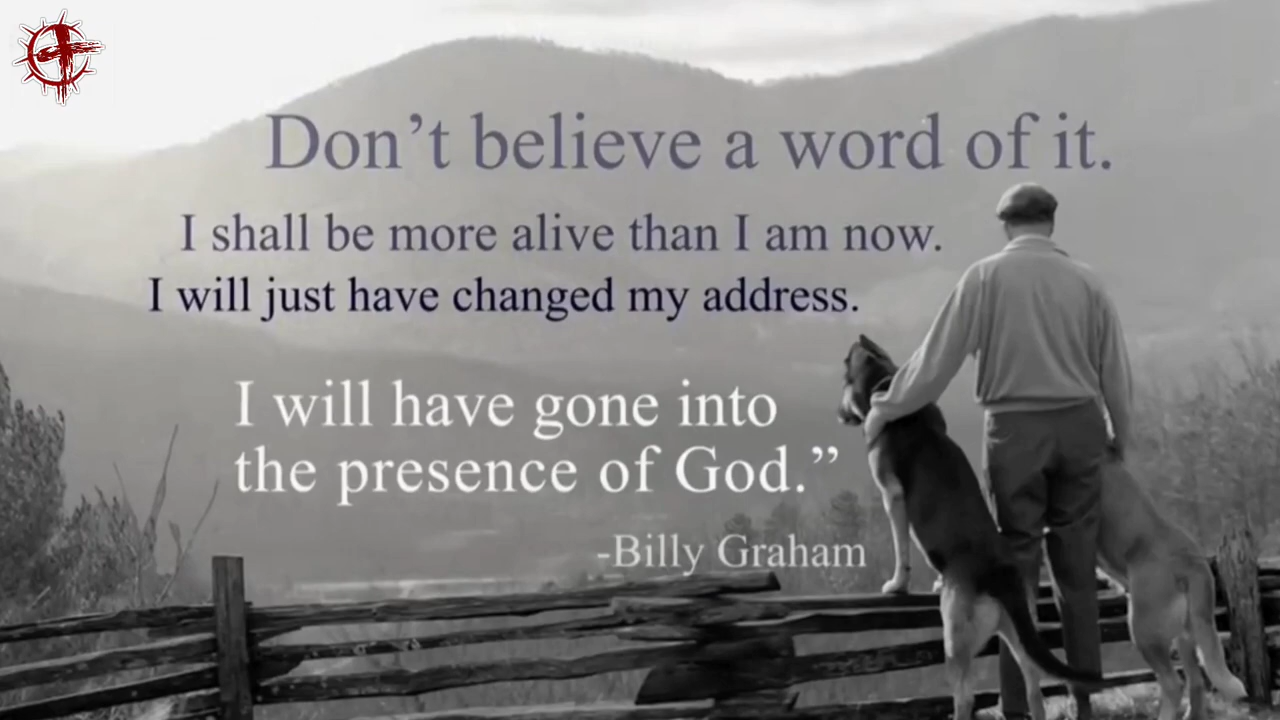 Don't believe a word of it.
I shall be more alive than I am now.
I will just have changed my address.
I will have gone into
the presence of God.”
-Billy Graham